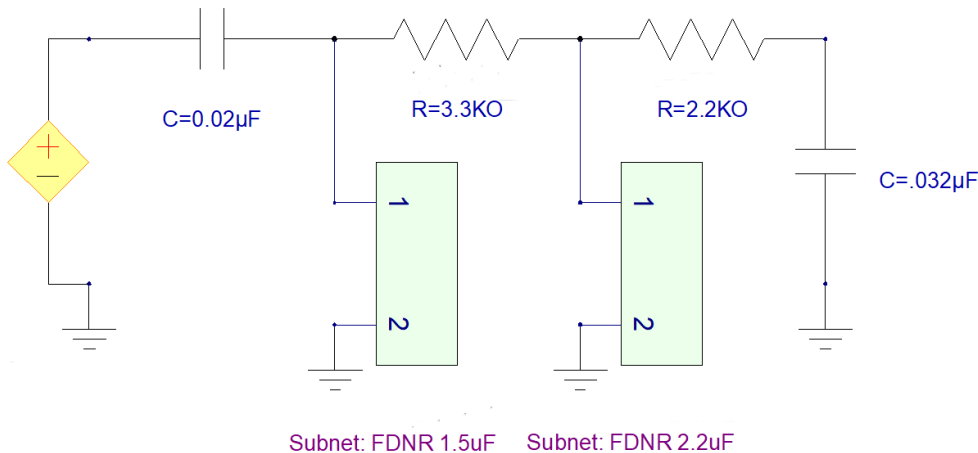 C=0.02µF
R=3.3KO
R=2.2KO
C=.032µF
1
1
2
2
Subnet: FDNR 1.5uF
Subnet: FDNR 2.2uF